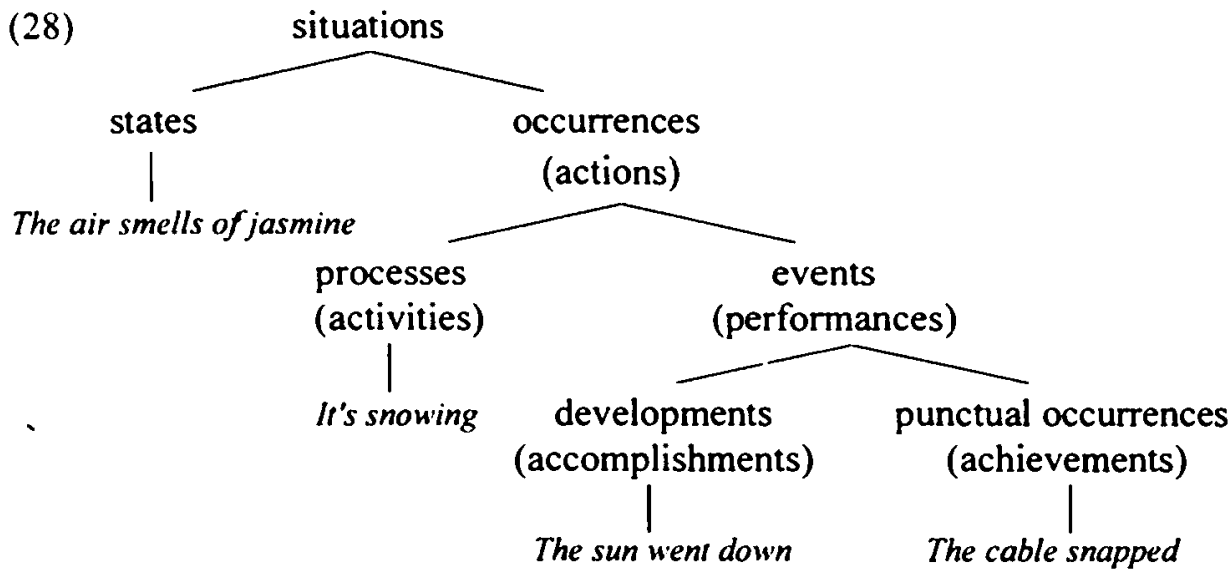 (28) situations
states occurrences
(actions)
The air smells of jasmine
processes events
(activities) (performances)
It's snowing developments punctual occurrences
(accomplishments) (achievements)
The sun went down The cable snapped